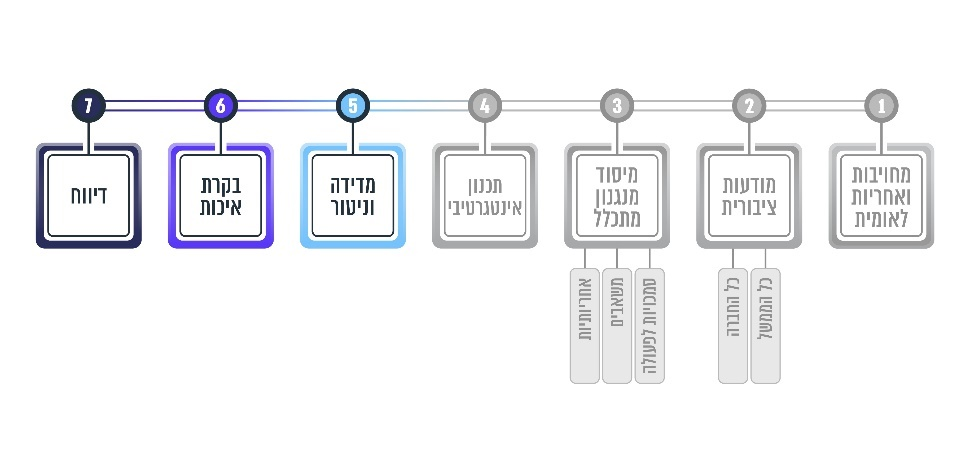 1
2
3
4
5
6
7
מחויבות
ואחריות
לאומית
מודעות
ציבורית
מיסוד
מנגנון
מתכלל
תכנון
אינטגרטיבי
מדידה
וניטור
בקרת
איכות
דיווח
כל הממשל
כל החברה
סמכויות לפעולה
משאבים
אחריותיות